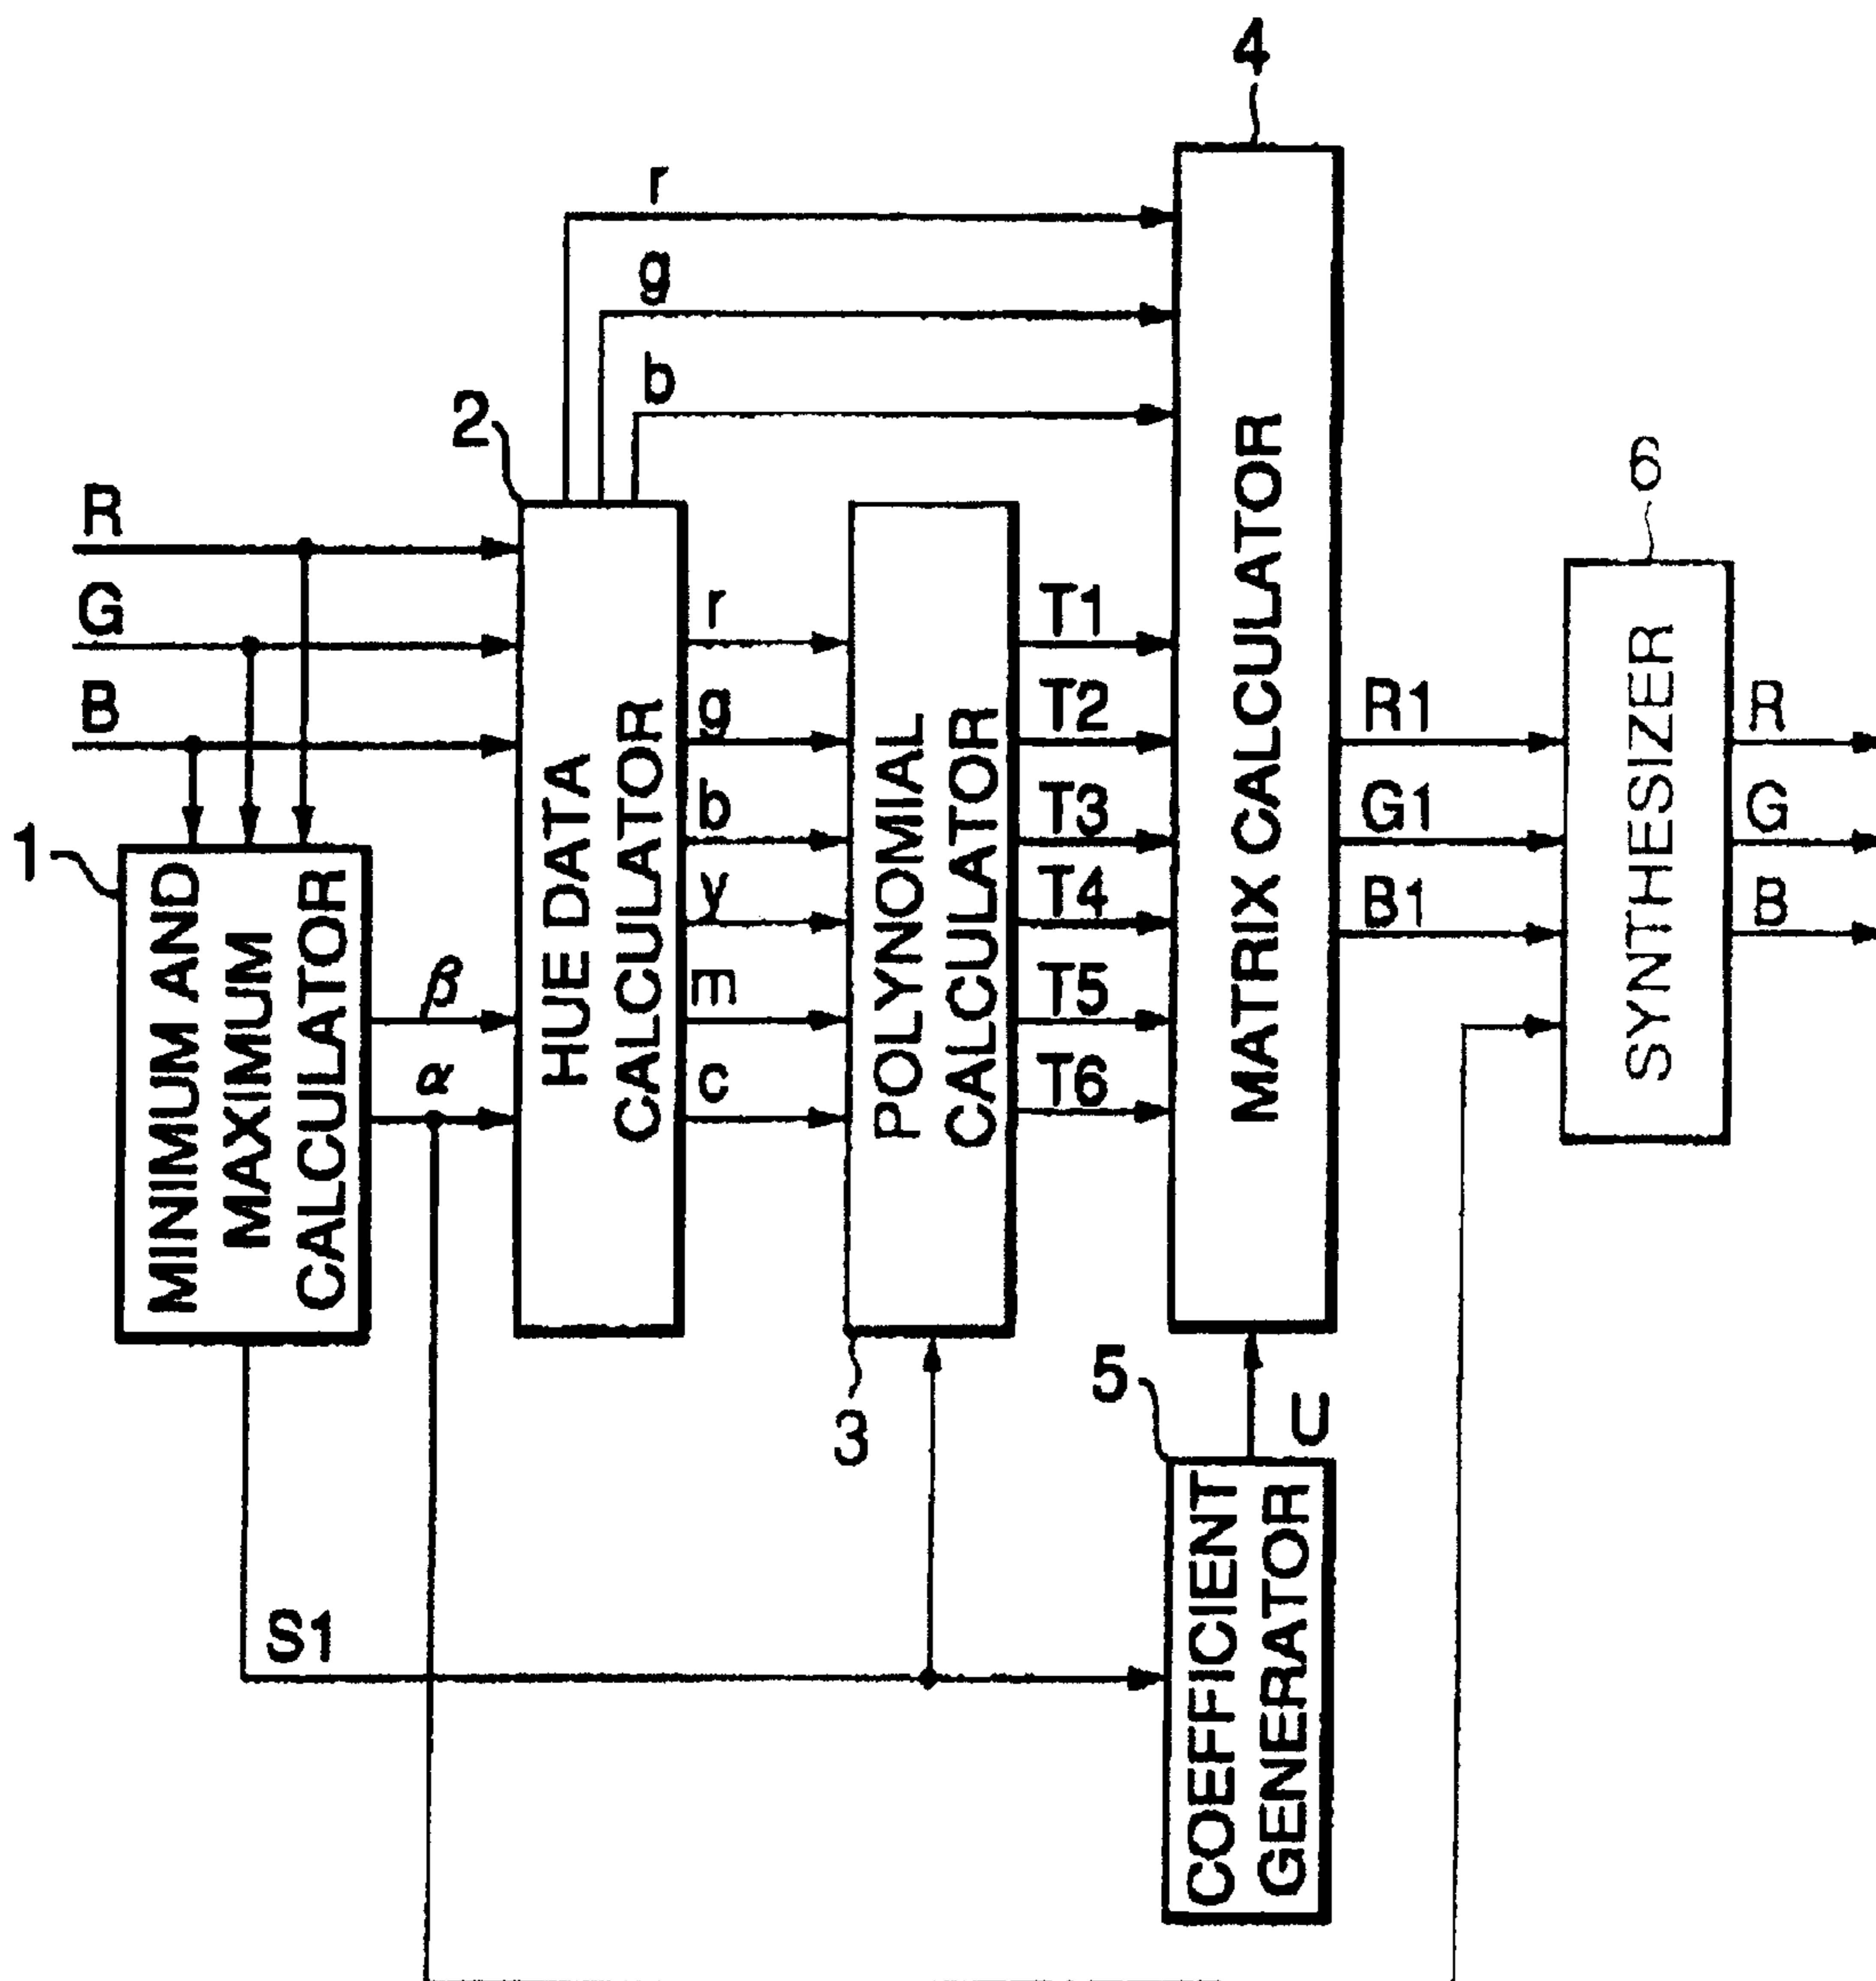 4
r
g
b
2
R
G
B
1
MINIMUM AND
MAXIMUM
CALCULATOR
β
α
HUE DATA
CALCULATOR
r
g
b
y
m
c
POLYNOMIAL
CALCULATOR
3
T1
T2
T3
T4
T5
T6
MATRIX CALCULATOR
R1
G1
B1
6
SYNTHESIZER
R
G
B
S1
5
U
COEFFICIENT
GENERATOR